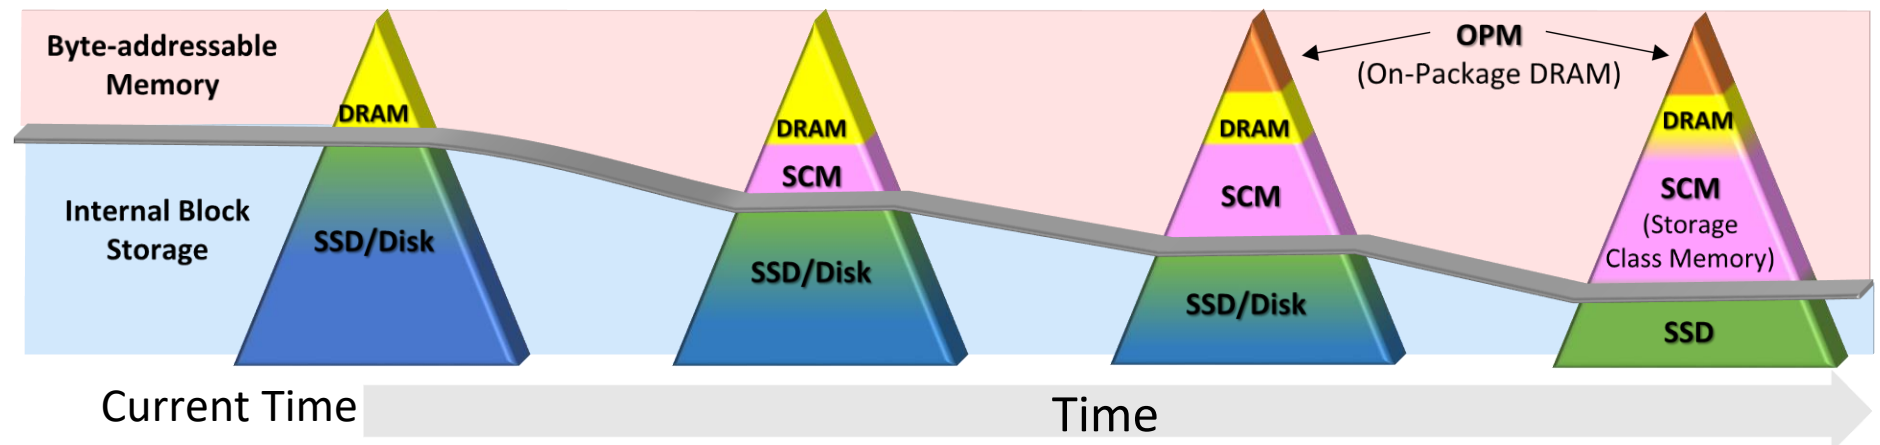 Byte-addressable
Memory
Internal Block
Storage
DRAM
SSD/Disk
DRAM
SCM
SSD/Disk
DRAM
SCM
SSD/Disk
OPM
(On-Package DRAM)
DRAM
SCM
(Storage
Class Memory)
SSD
Current Time
Time